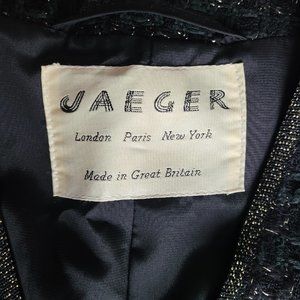 JAEGER
London Paris New York
Made in Great Britain